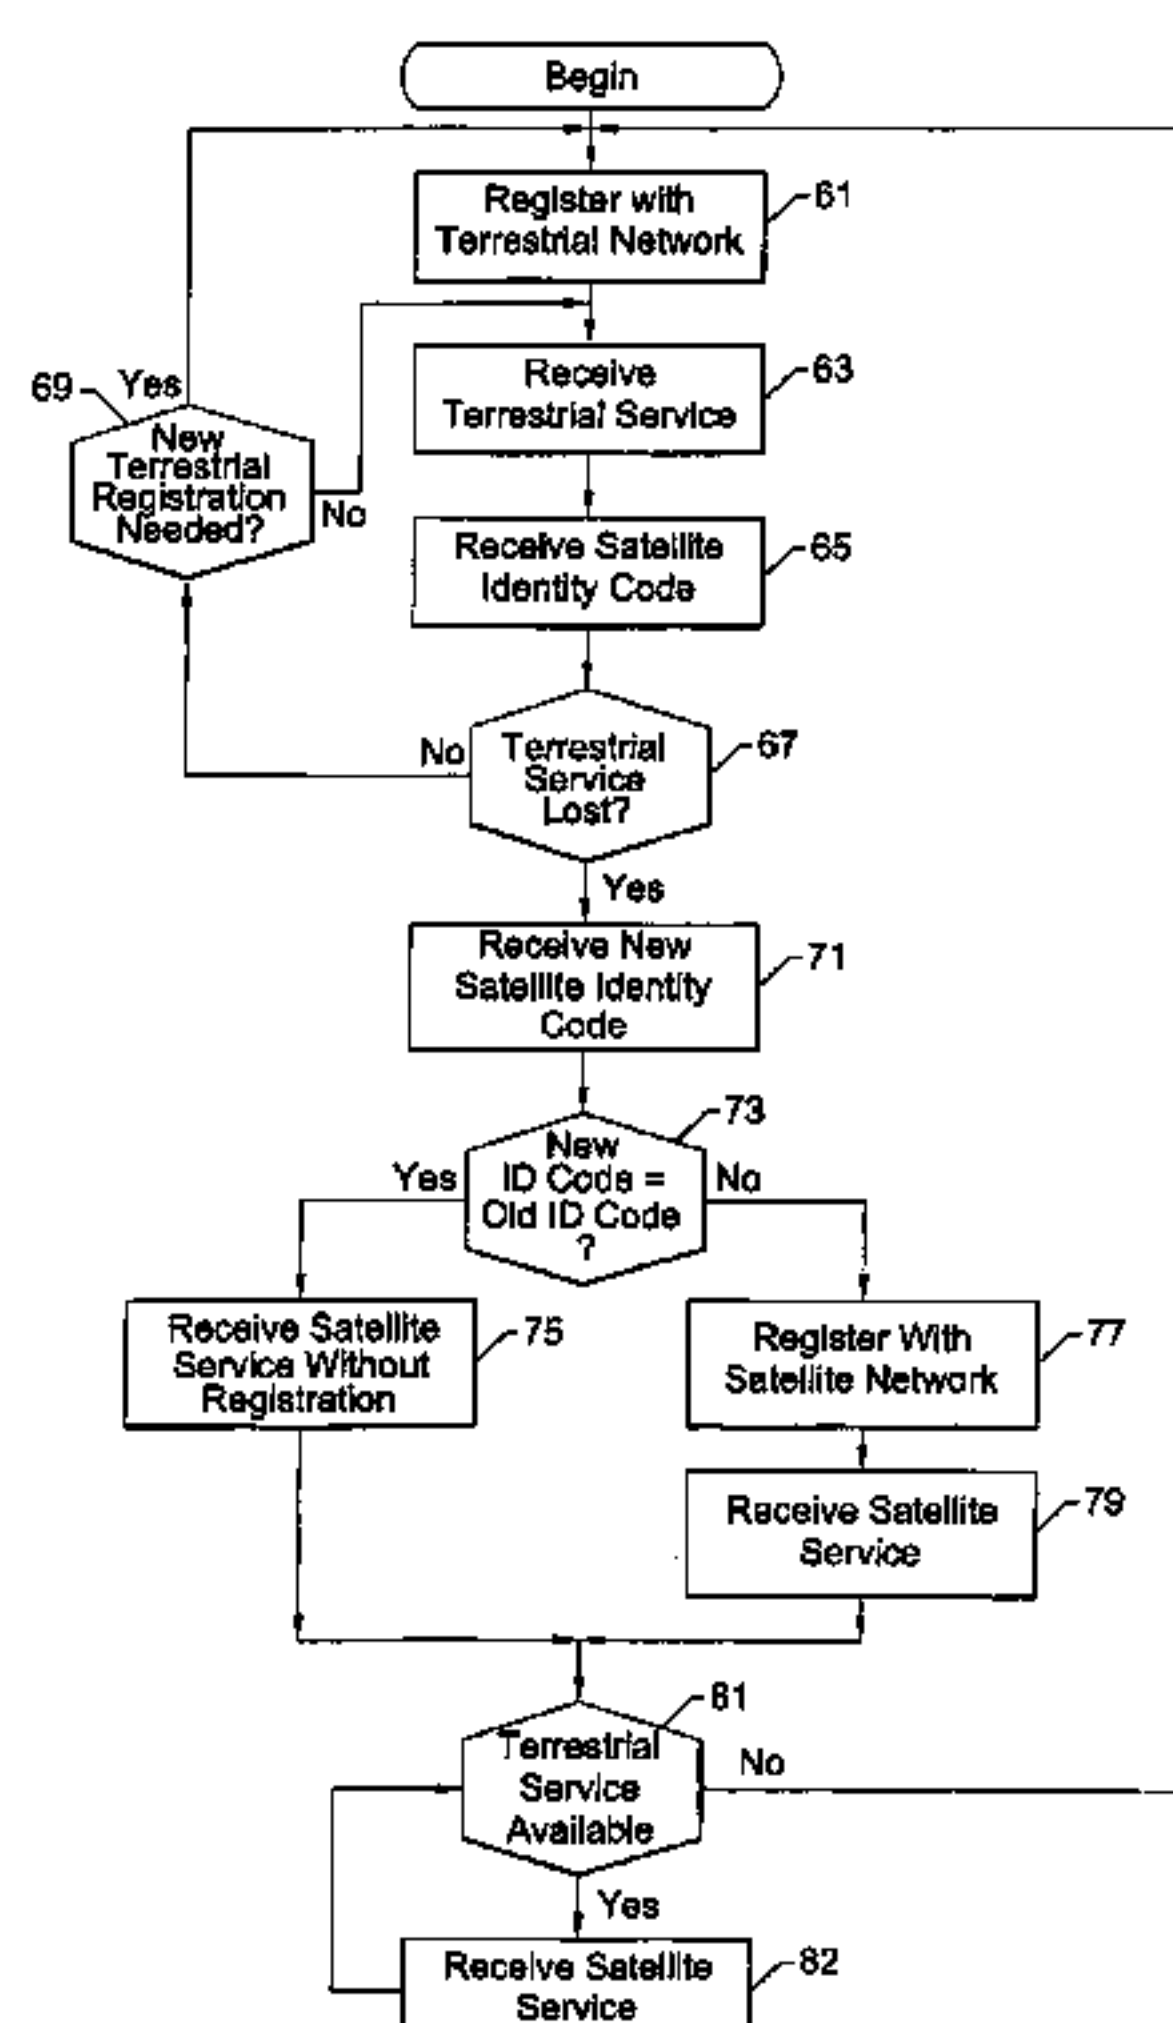 Begin
Register with
Terrestrial Network
61
Receive
Terrestrial Service
63
69
Yes
New
Terrestrial
Registration
Needed?
No
Receive Satellite
Identity Code
65
No
Terrestrial
Service
Lost?
67
Yes
Receive New
Satellite Identity
Code
71
73
Yes
New
ID Code =
Old ID Code
?
No
Receive Satellite
Service Without
Registration
75
Register With
Satellite Network
77
Receive Satellite
Service
79
81
Terrestrial
Service
Available
No
Yes
Receive Satellite
Service
82